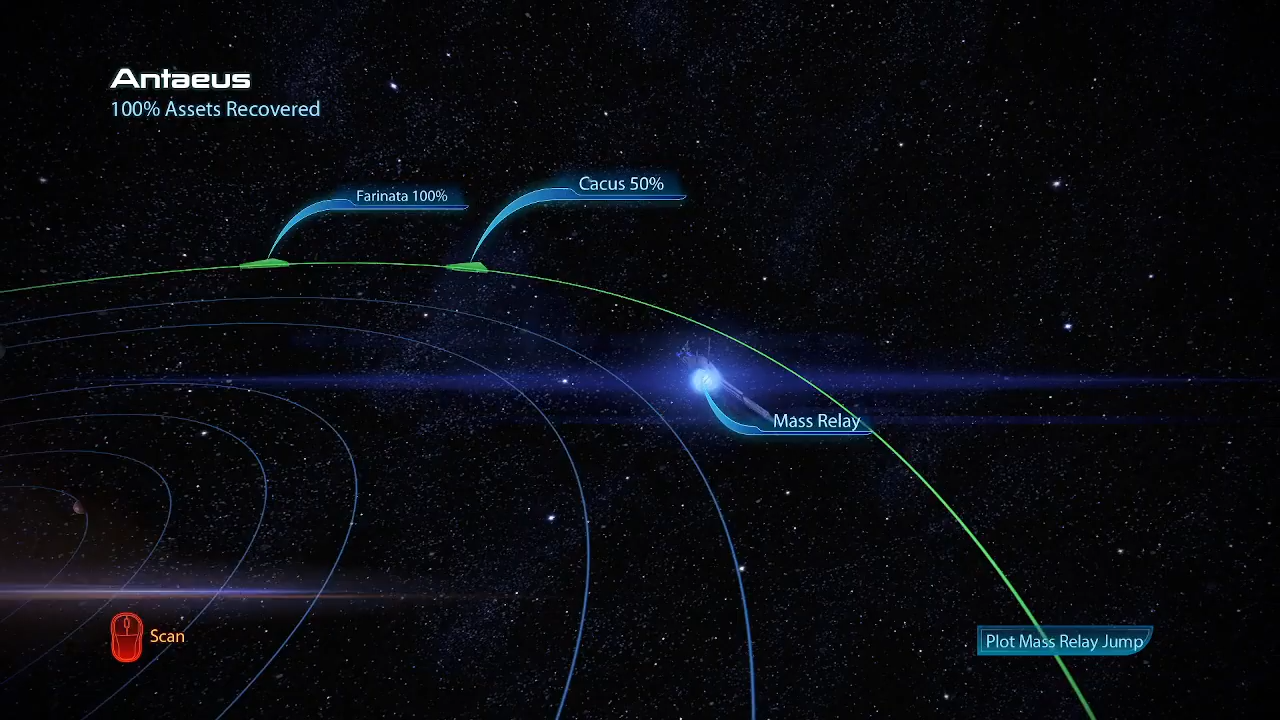 Antaeus
100% Assets Recovered
Farinata 100%
Cacus 50%
Mass Relay
Scan
Plot Mass Relay Jump